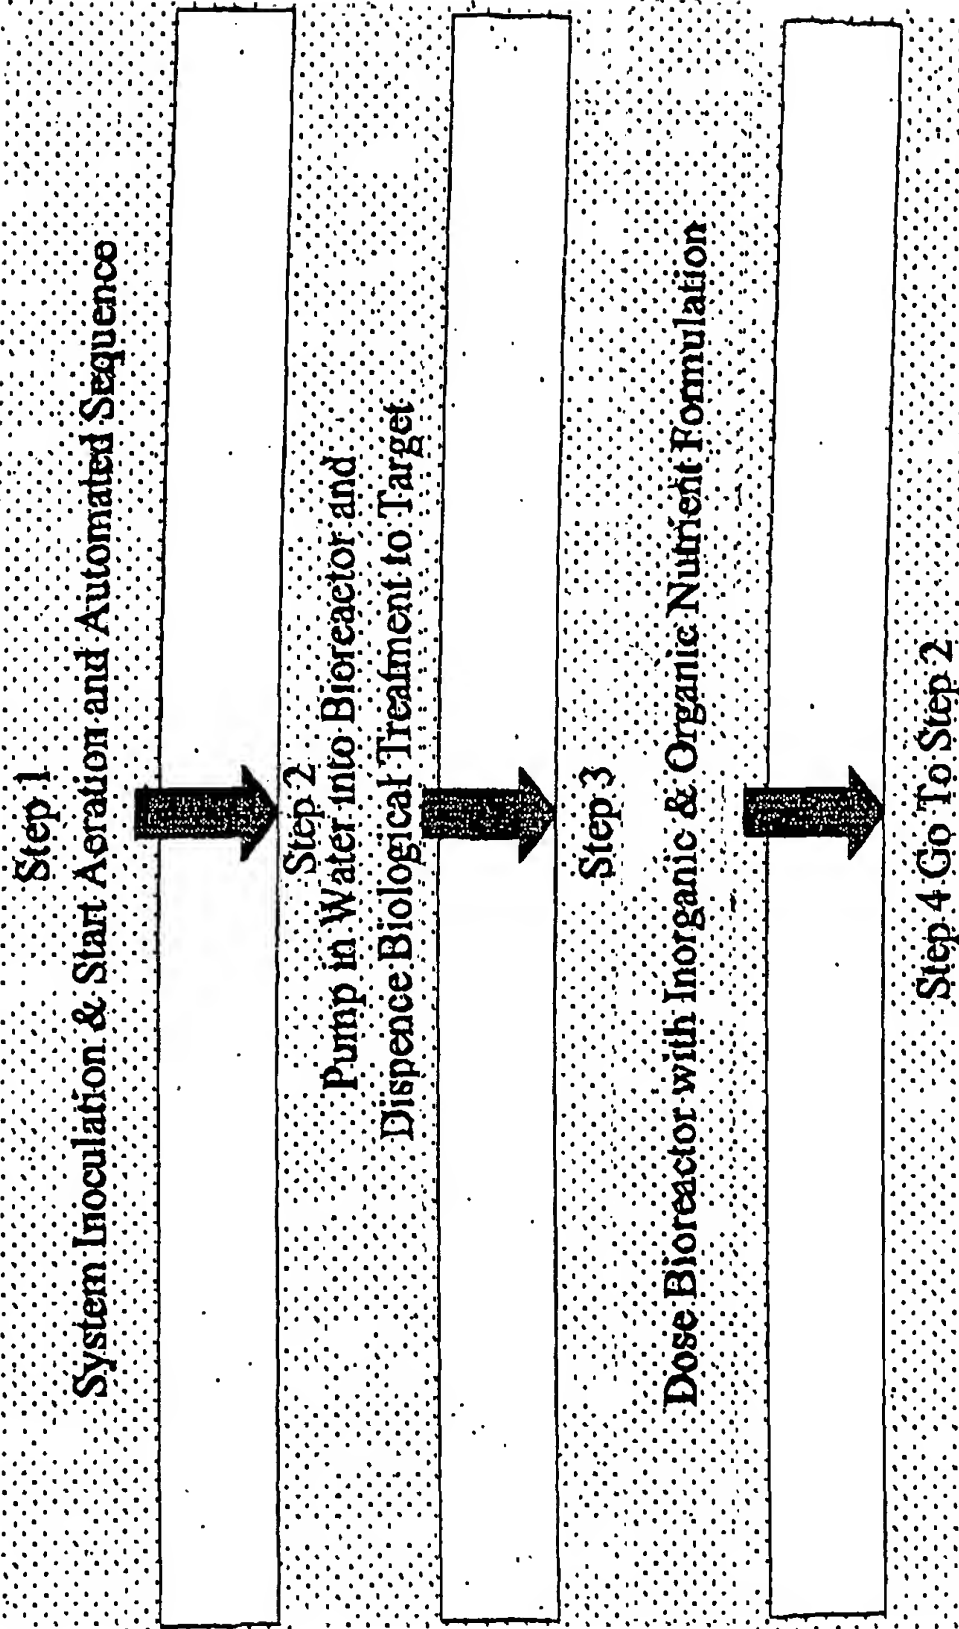 Step 1
System Inoculation & Start Aeration and Automated Sequence
Step 2
Pump in Water into Bioreactor and
Dispence Biological Treatment to Target
Step 3
Dose Bioreactor with Inorganic & Organic Nutrient Formulation
Step 4 Go To Step 2